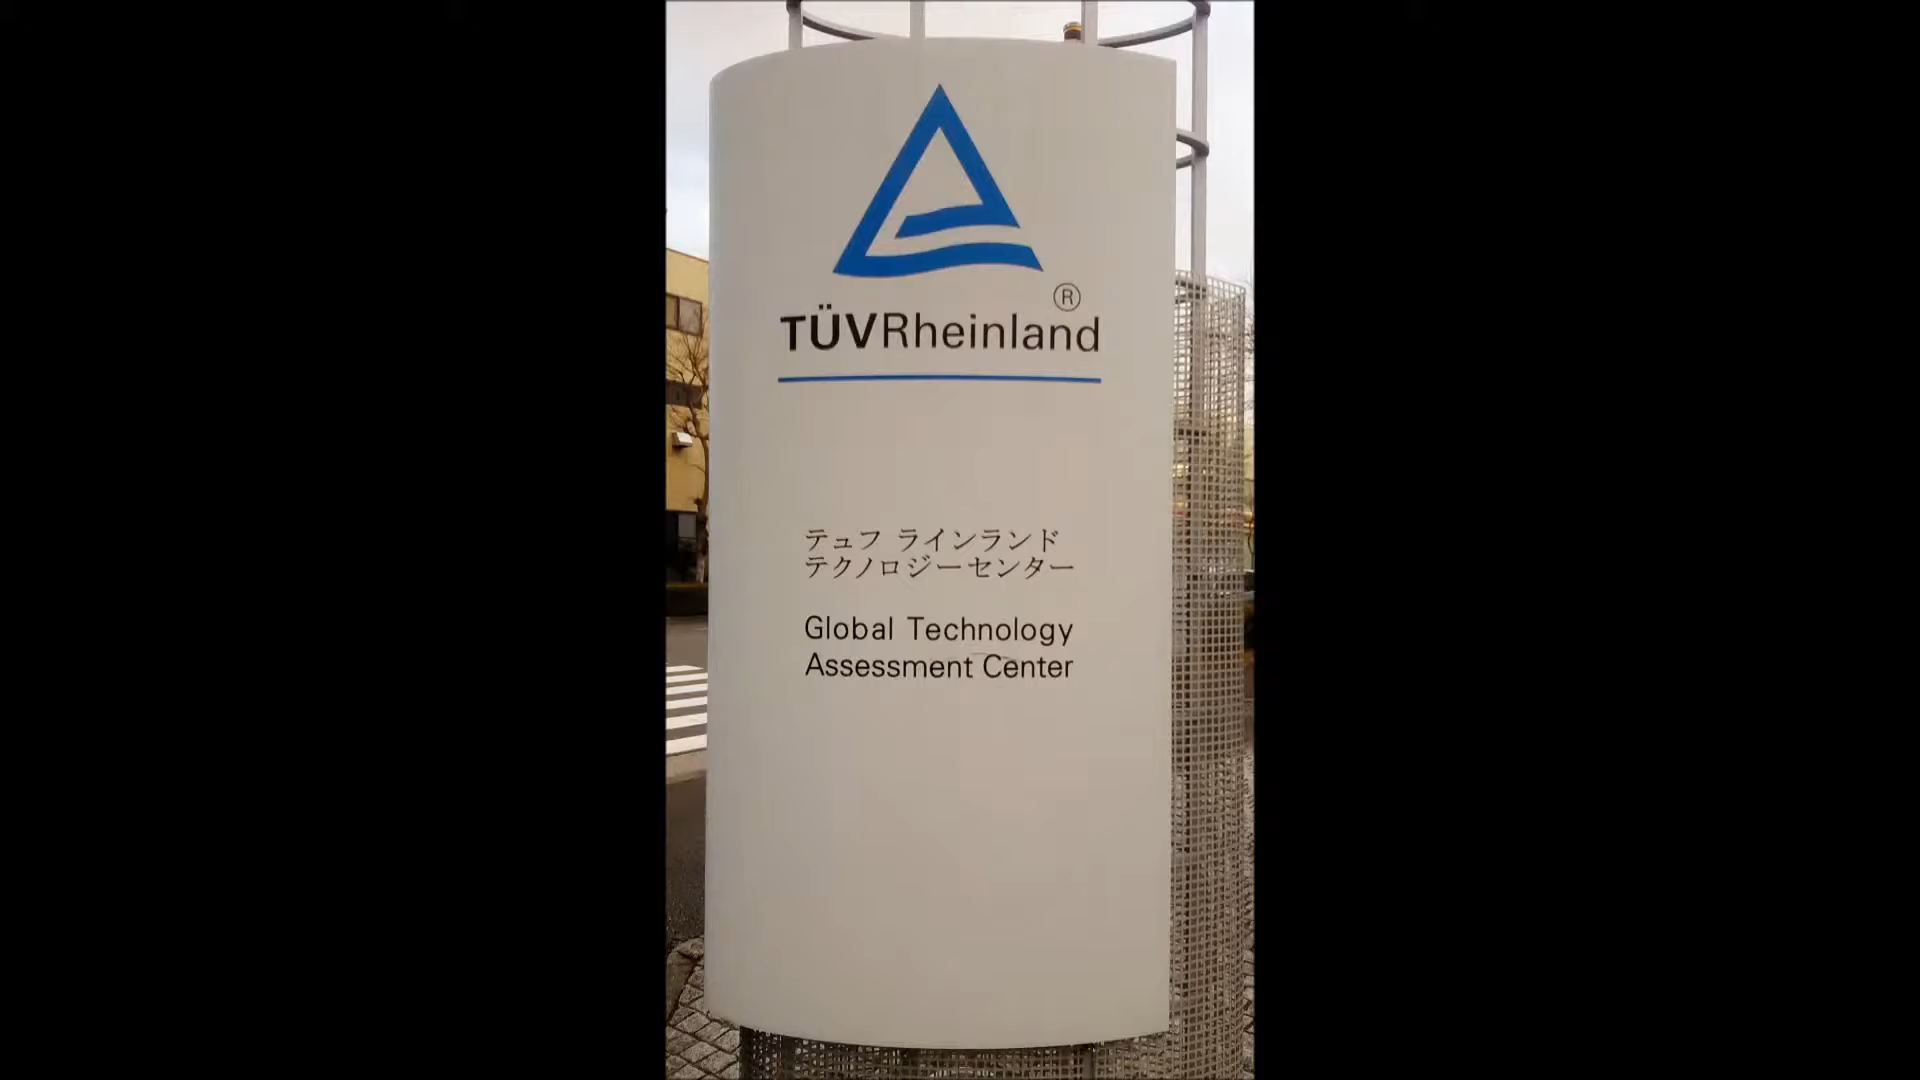 ®
TÜVRheinland
テュフ ラインランド
テクノロジーセンター
Global Technology
Assessment Center